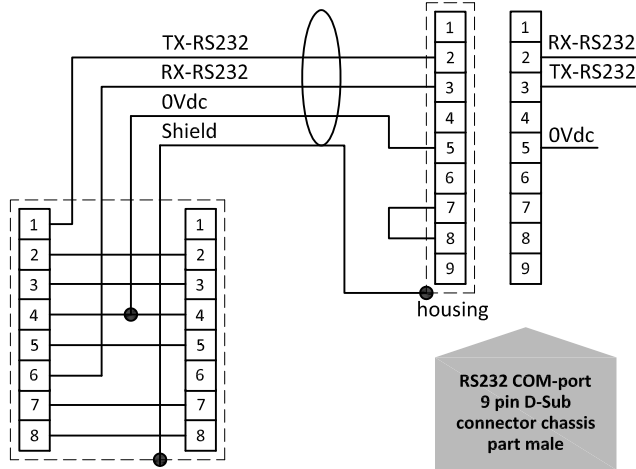 TX-RS232
RX-RS232
0Vdc
Shield
1
2
3
4
5
6
7
8
9
1
2
3
4
5
6
7
8
9
RX-RS232
TX-RS232
0Vdc
housing
1
2
3
4
5
6
7
8
1
2
3
4
5
6
7
8
RS232 COM-port
9 pin D-Sub
connector chassis
part male